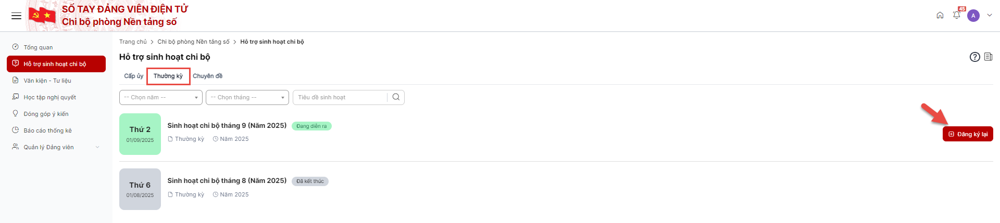 SỔ TAY ĐẢNG VIÊN ĐIỆN TỬ
Chi bộ phòng Nền tảng số
45
A
Tổng quan
Hỗ trợ sinh hoạt chi bộ
Văn kiện - Tư liệu
Học tập nghị quyết
Đóng góp ý kiến
Báo cáo thống kê
Quản lý Đảng viên
Trang chủ > Chi bộ phòng Nền tảng số > Hỗ trợ sinh hoạt chi bộ
Hỗ trợ sinh hoạt chi bộ
Cấp ủy Thường kỳ Chuyên đề
-- Chọn năm -- -- Chọn tháng -- Tiêu đề sinh hoạt
Thứ 2
01/09/2025
Sinh hoạt chi bộ tháng 9 (Năm 2025) Đang diễn ra
Thường kỳ Năm 2025
Đăng ký lại
Thứ 6
01/08/2025
Sinh hoạt chi bộ tháng 8 (Năm 2025) Đã kết thúc
Thường kỳ Năm 2025